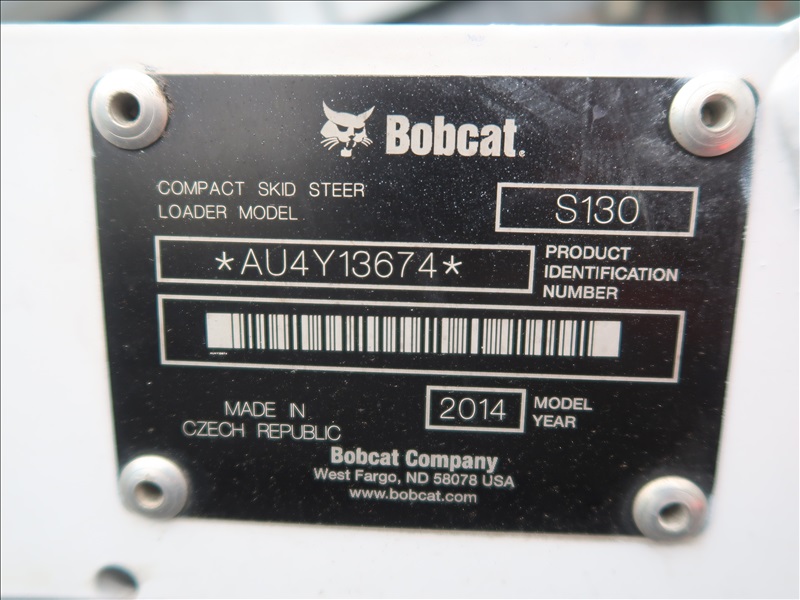 Bobcat.
COMPACT SKID STEER
LOADER MODEL
S130
*AU4Y13674*
PRODUCT
IDENTIFICATION
NUMBER
MADE IN
CZECH REPUBLIC
2014
MODEL
YEAR
Bobcat Company
West Fargo, ND 58078 USA
www.bobcat.com